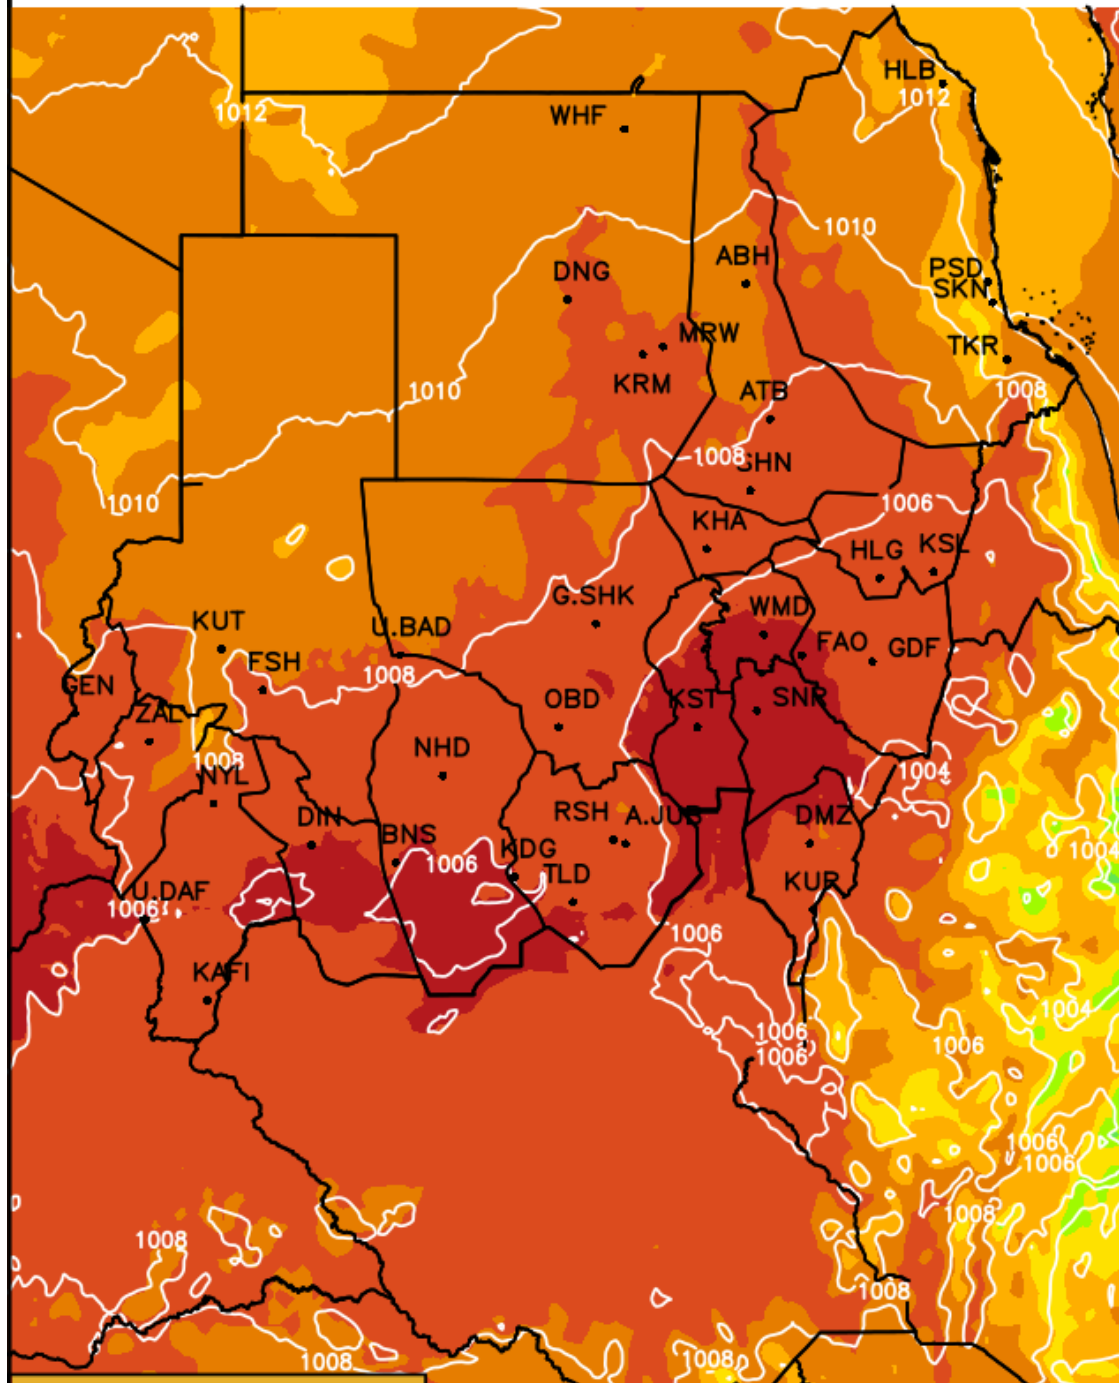 HLB
1012
1012
WHF
1010
ABH
DNG
PSD
SKN
MRW
TKR
KRM
1010
ATB
1008
1008
SHN
1010
1006
KHA
HLG
KSL
G.SHK
WMD
KUT
U.BAD
FAO
GDF
FSH
1008
GEN
OBD
KST
SNR
ZAL
NHD
1008
NYL
1004
RSH
A.JUB
DMZ
DIN
BNS
KDG
1004
1006
TLD
KUR
U.DAF
1006
1006
KAFI
1004
1006
1006
1006
1006
1006
1008
1008
1008
1008
1008